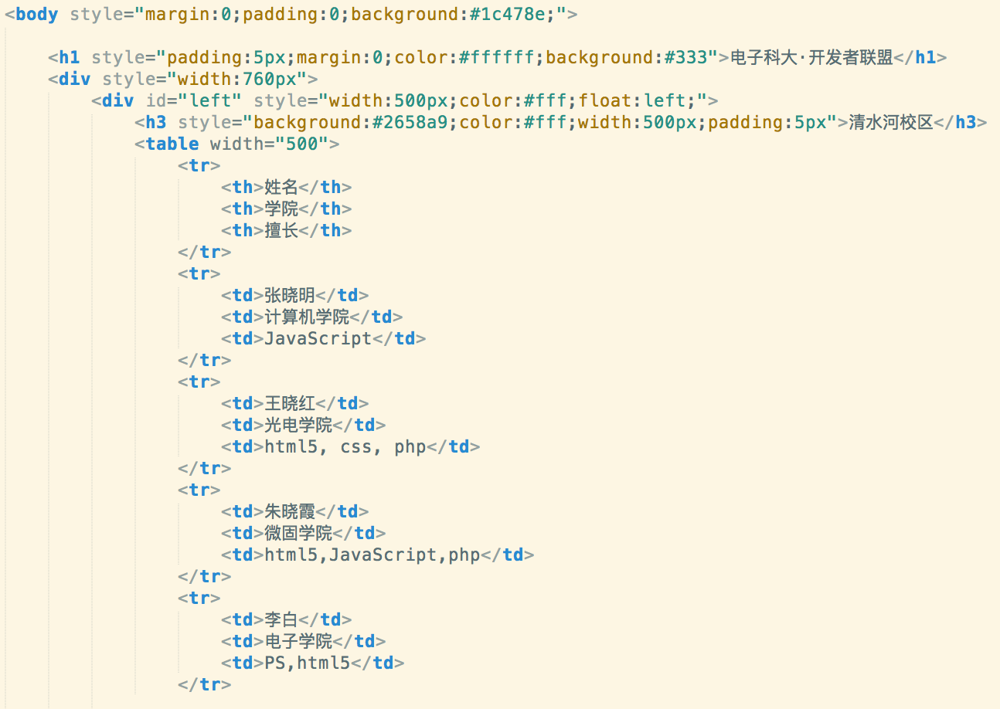 <body style="margin:0;padding:0;background:#1c478e;">
<h1 style="padding:5px;margin:0;color:#ffffff;background:#333">电子科大·开发者联盟</h1>
<div style="width:760px">
<div id="left" style="width:500px;color:#fff;float:left;">
<h3 style="background:#2658a9;color:#fff;width:500px;padding:5px">清水河校区</h3>
<table width="500">
<tr>
<th>姓名</th>
<th>学院</th>
<th>擅长</th>
</tr>
<tr>
<td>张晓明</td>
<td>计算机学院</td>
<td>JavaScript</td>
</tr>
<tr>
<td>王晓红</td>
<td>光电学院</td>
<td>html5, css, php</td>
</tr>
<tr>
<td>朱晓霞</td>
<td>微固学院</td>
<td>html5,JavaScript,php</td>
</tr>
<tr>
<td>李白</td>
<td>电子学院</td>
<td>PS,html5</td>
</tr>